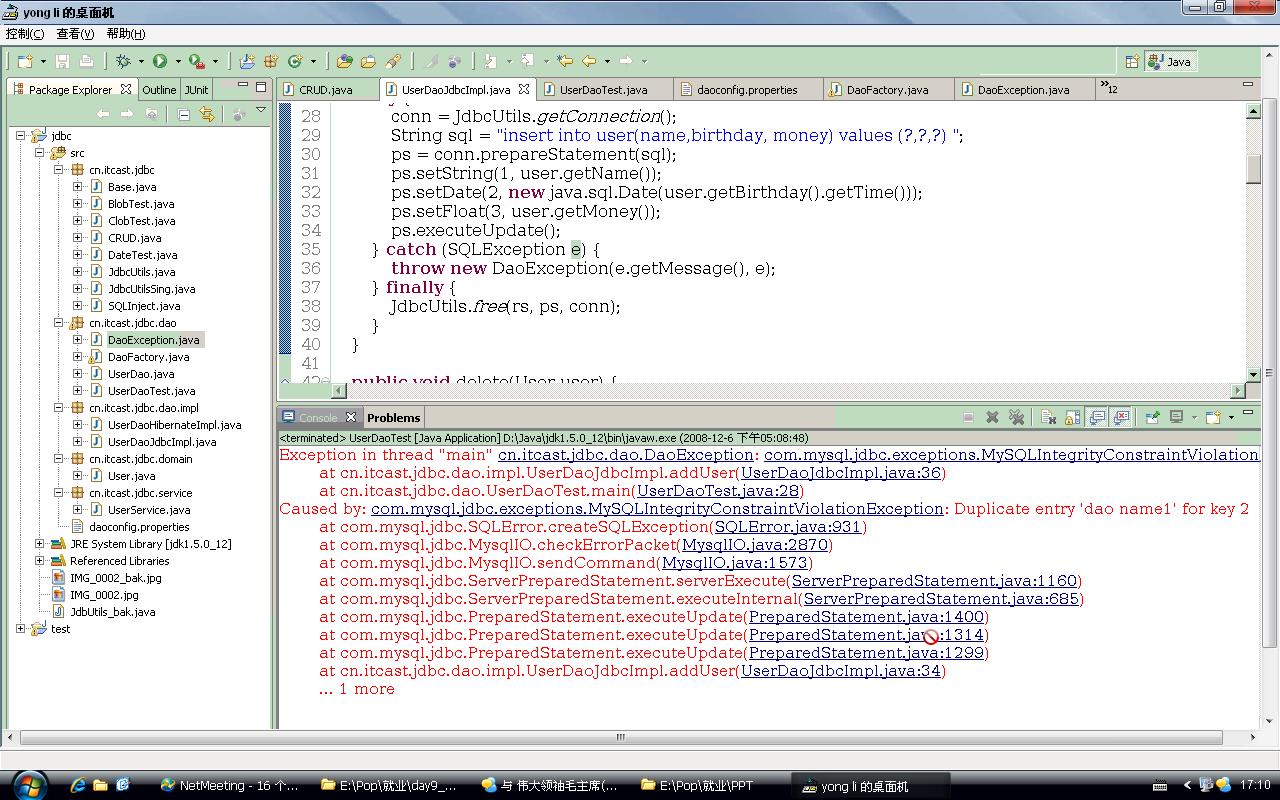 yong li 的桌面机
控制(C) 查看(V) 帮助(H)
Java
Package Explorer Outline JUnit
CRUD.java UserDaoJdbcImpl.java UserDaoTest.java daoconfig.properties DaoFactory.java DaoException.java »12
jdbc
src
cn.itcast.jdbc
Base.java
BlobTest.java
ClobTest.java
CRUD.java
DateTest.java
JdbcUtils.java
JdbcUtilsSing.java
SQLInject.java
cn.itcast.jdbc.dao
DaoException.java
DaoFactory.java
UserDao.java
UserDaoTest.java
cn.itcast.jdbc.dao.impl
UserDaoHibernateImpl.java
UserDaoJdbcImpl.java
cn.itcast.jdbc.domain
User.java
cn.itcast.jdbc.service
UserService.java
daoconfig.properties
JRE System Library [jdk1.5.0_12]
Referenced Libraries
IMG_0002_bak.jpg
IMG_0002.jpg
JdbUtils_bak.java
test
28 conn = JdbcUtils.getConnection();
29 String sql = "insert into user(name,birthday, money) values (?,?,?) ";
30 ps = conn.prepareStatement(sql);
31 ps.setString(1, user.getName());
32 ps.setDate(2, new java.sql.Date(user.getBirthday().getTime()));
33 ps.setFloat(3, user.getMoney());
34 ps.executeUpdate();
35 } catch (SQLException e) {
36 throw new DaoException(e.getMessage(), e);
37 } finally {
38 JdbcUtils.free(rs, ps, conn);
39 }
40 }
41
42 public void delete(User user) {
Console Problems
<terminated> UserDaoTest [Java Application] D:\Java\jdk1.5.0_12\bin\javaw.exe (2008-12-6 下午05:08:48)
Exception in thread "main" cn.itcast.jdbc.dao.DaoException: com.mysql.jdbc.exceptions.MySQLIntegrityConstraintViolation
at cn.itcast.jdbc.dao.impl.UserDaoJdbcImpl.addUser(UserDaoJdbcImpl.java:36)
at cn.itcast.jdbc.dao.UserDaoTest.main(UserDaoTest.java:28)
Caused by: com.mysql.jdbc.exceptions.MySQLIntegrityConstraintViolationException: Duplicate entry 'dao name1' for key 2
at com.mysql.jdbc.SQLError.createSQLException(SQLError.java:931)
at com.mysql.jdbc.MysqlIO.checkErrorPacket(MysqlIO.java:2870)
at com.mysql.jdbc.MysqlIO.sendCommand(MysqlIO.java:1573)
at com.mysql.jdbc.ServerPreparedStatement.serverExecute(ServerPreparedStatement.java:1160)
at com.mysql.jdbc.ServerPreparedStatement.executeInternal(ServerPreparedStatement.java:685)
at com.mysql.jdbc.PreparedStatement.executeUpdate(PreparedStatement.java:1400)
at com.mysql.jdbc.PreparedStatement.executeUpdate(PreparedStatement.java:1314)
at com.mysql.jdbc.PreparedStatement.executeUpdate(PreparedStatement.java:1299)
at cn.itcast.jdbc.dao.impl.UserDaoJdbcImpl.addUser(UserDaoJdbcImpl.java:34)
... 1 more
NetMeeting - 16 个... E:\Pop\就业\day9_... 与 伟大领袖毛主席(... E:\Pop\就业\PPT yong li 的桌面机 17:10